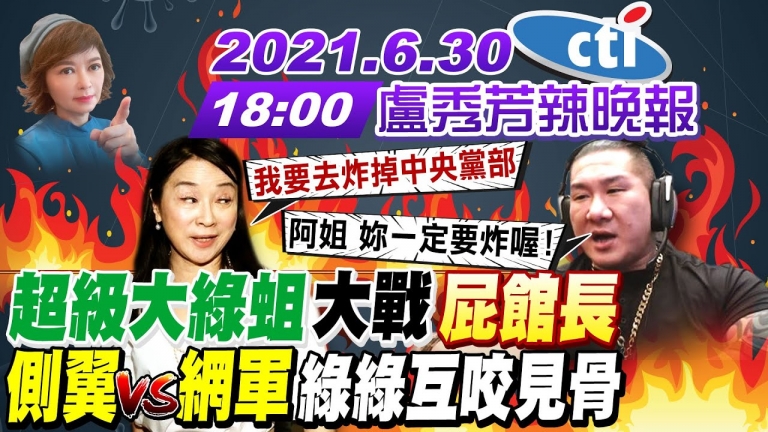 2021.6.30
cti
18:00 盧秀芳辣晚報
我要去炸掉中央黨部
阿姐 妳一定要炸喔!
超級大綠蛆大戰屁館長
側翼VS網軍綠綠互咬見骨